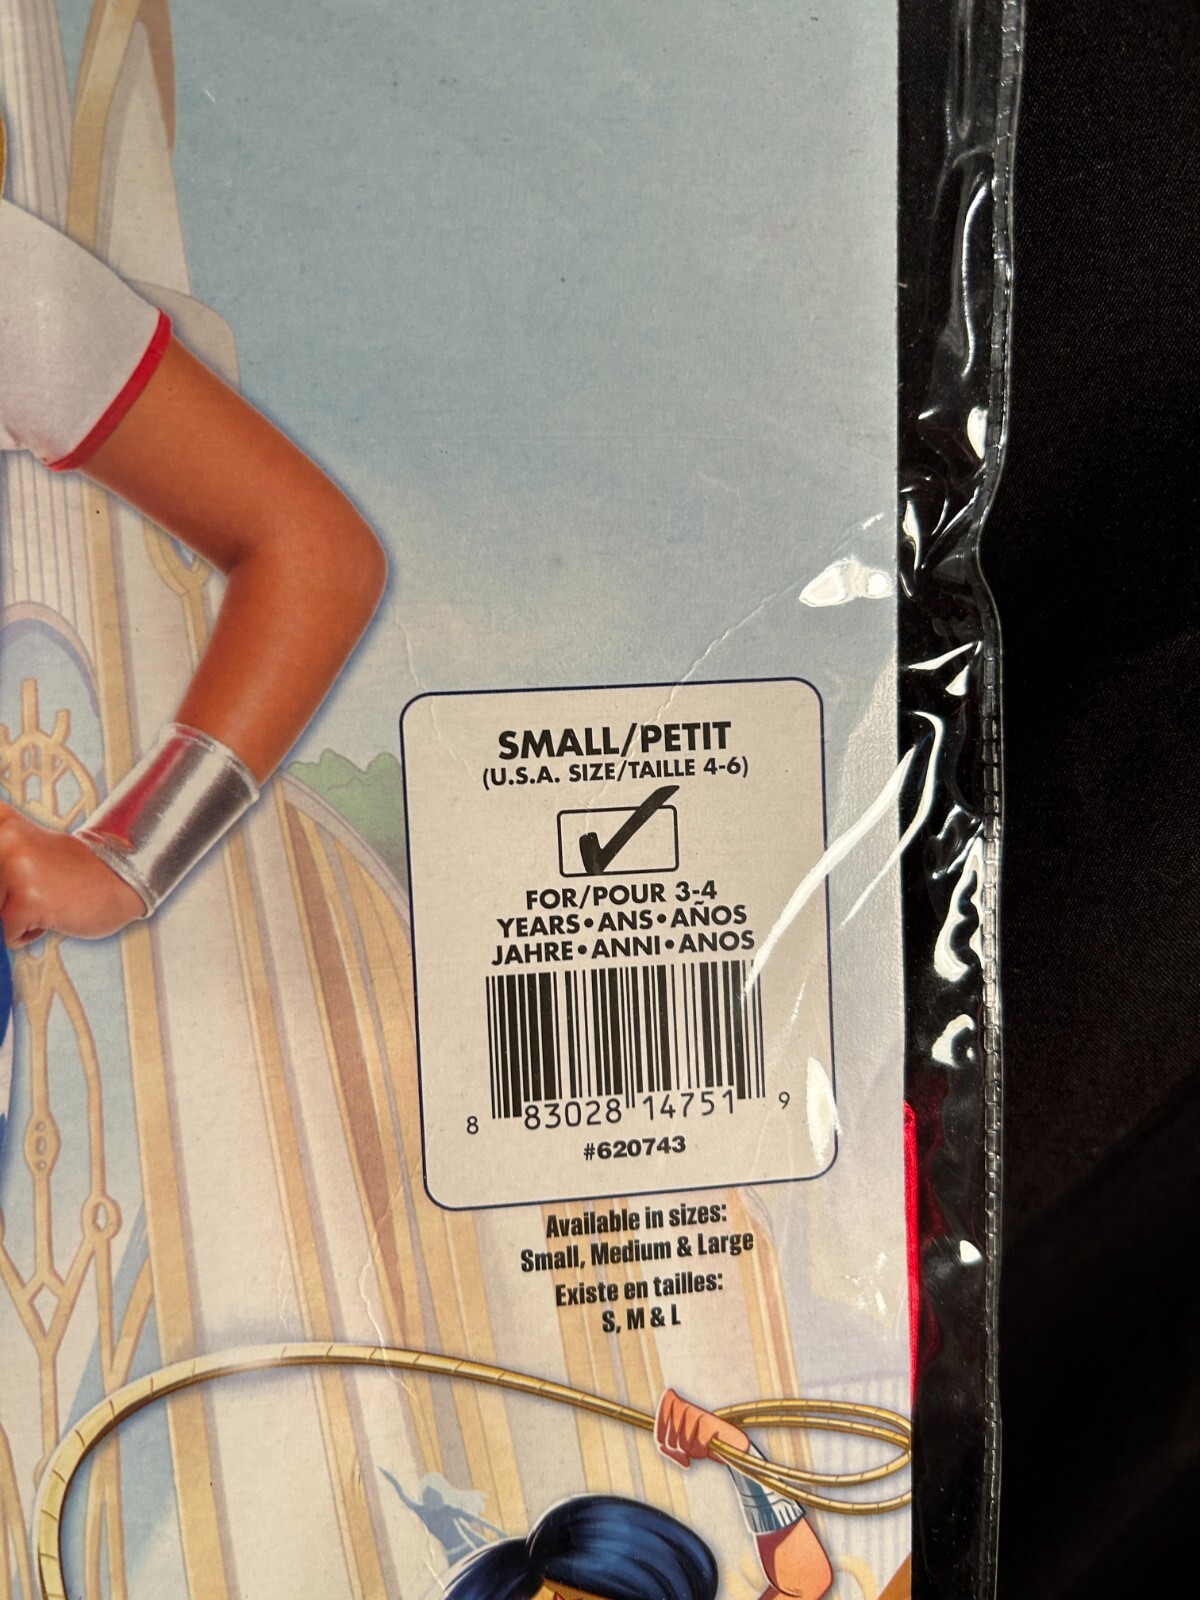 SMALL/PETIT
(U.S.A. SIZE/TAILLE 4-6)
FOR/POUR 3-4
YEARS•ANS•AÑOS
JAHRE•ANNI•ANOS
8 83028 14751 9
#620743
Available in sizes:
Small, Medium & Large
Existe en tailles:
S, M & L